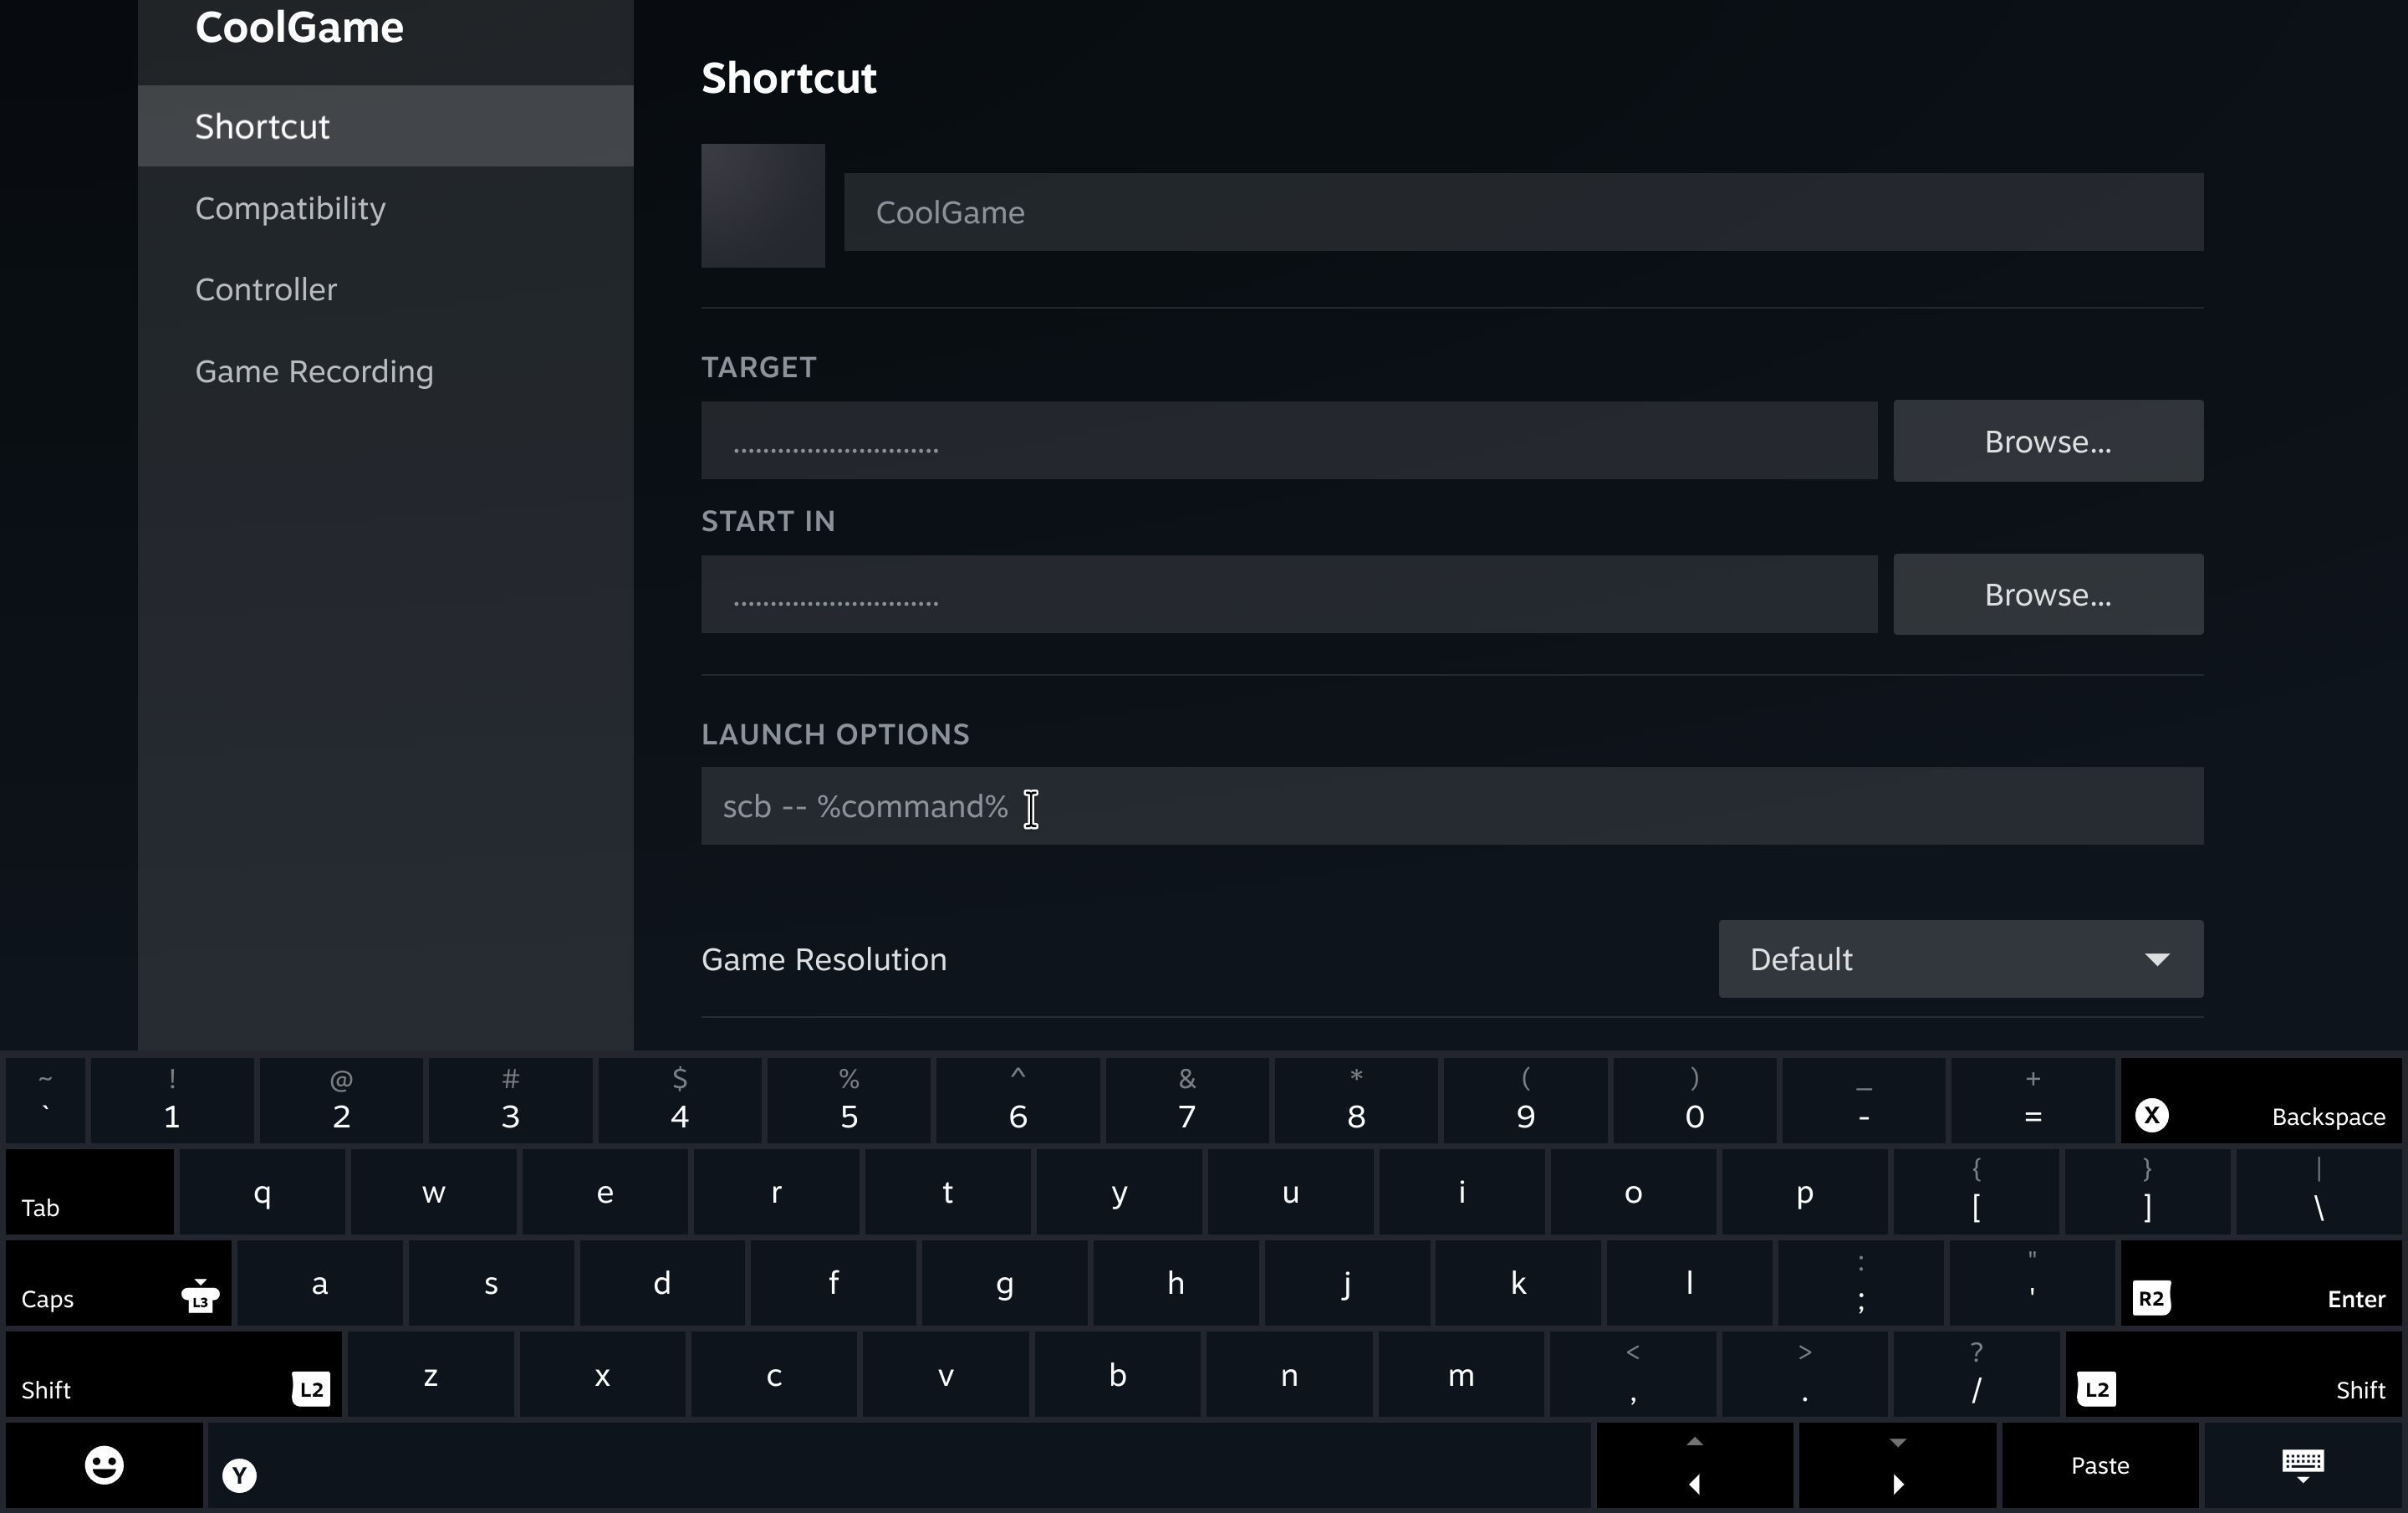 CoolGame
Shortcut
Compatibility
Controller
Game Recording
Shortcut
CoolGame
TARGET
............................
Browse...
START IN
............................
Browse...
LAUNCH OPTIONS
scb -- %command%
Game Resolution
Default
~ ! @ # $ % ^ & * ( ) _ +
` 1 2 3 4 5 6 7 8 9 0 - = X Backspace
{ } |
Tab q w e r t y u i o p [ ] \
: "
Caps L3 a s d f g h j k l ; ' R2 Enter
< > ?
Shift L2 z x c v b n m , . / L2 Shift
Y Paste